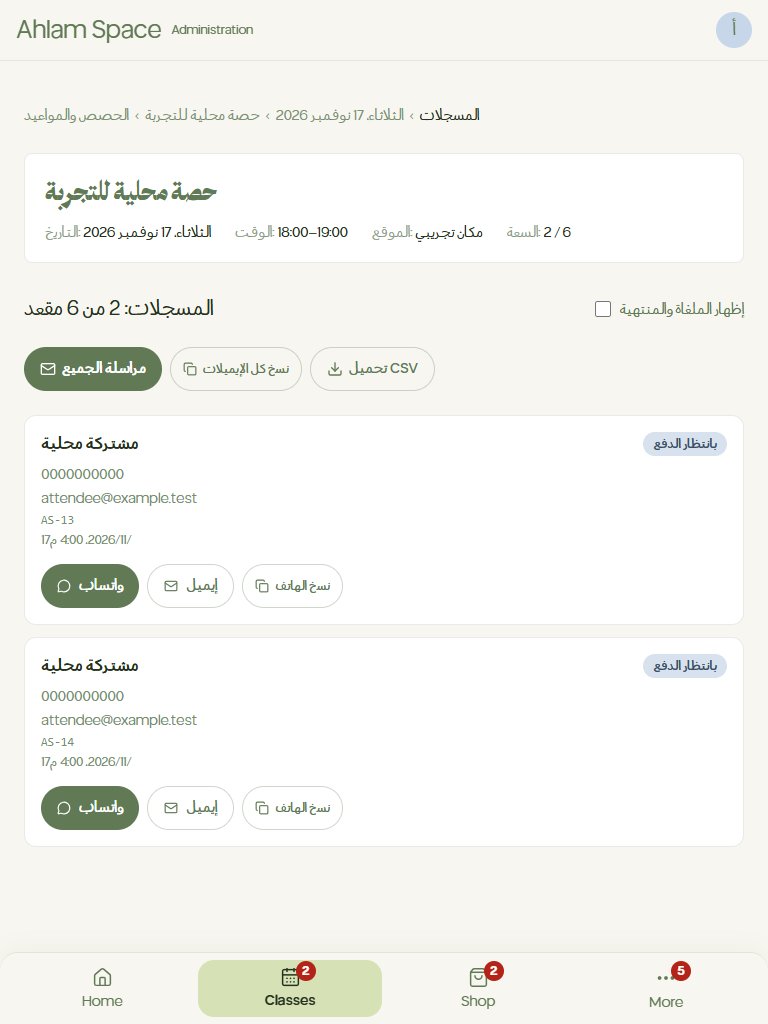 Ahlam Space Administration
أ
الحصص والمواعيد › حصة محلية للتجربة › الثلاثاء، 17 نوفمبر 2026 › المسجلات
حصة محلية للتجربة
التاريخ: الثلاثاء، 17 نوفمبر 2026 الوقت: 18:00–19:00 الموقع: مكان تجريبي السعة: 2 / 6
المسجلات: 2 من 6 مقعد
إظهار الملغاة والمنتهية
مراسلة الجميع
نسخ كل الإيميلات
تحميل CSV
مشتركة محلية
بانتظار الدفع
0000000000
attendee@example.test
AS-13
17/11/2026، 4:00 م
واتساب
إيميل
نسخ الهاتف
مشتركة محلية
بانتظار الدفع
0000000000
attendee@example.test
AS-14
17/11/2026، 4:00 م
واتساب
إيميل
نسخ الهاتف
2
2
5
Home
Classes
Shop
More